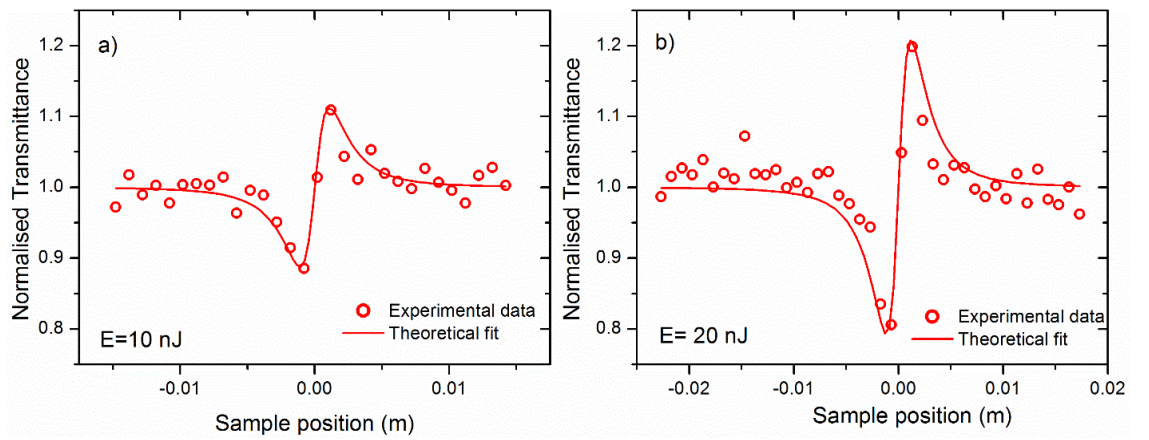 a)
Normalised Transmittance
1.2
1.1
1.0
0.9
0.8
Experimental data
Theoretical fit
E=10 nJ
-0.01
0.00
0.01
Sample position (m)
b)
Normalised Transmittance
1.2
1.1
1.0
0.9
0.8
Experimental data
Theoretical fit
E= 20 nJ
-0.02
-0.01
0.00
0.01
0.02
Sample position (m)